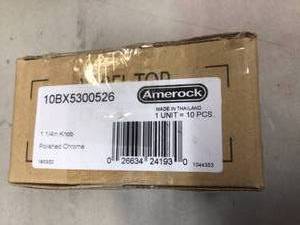 10BX5300526
Amerock
MADE IN THAILAND
1 UNIT = 10 PCS.
1 1/4in Knob
Polished Chrome
0 26634 24193 0
1044353